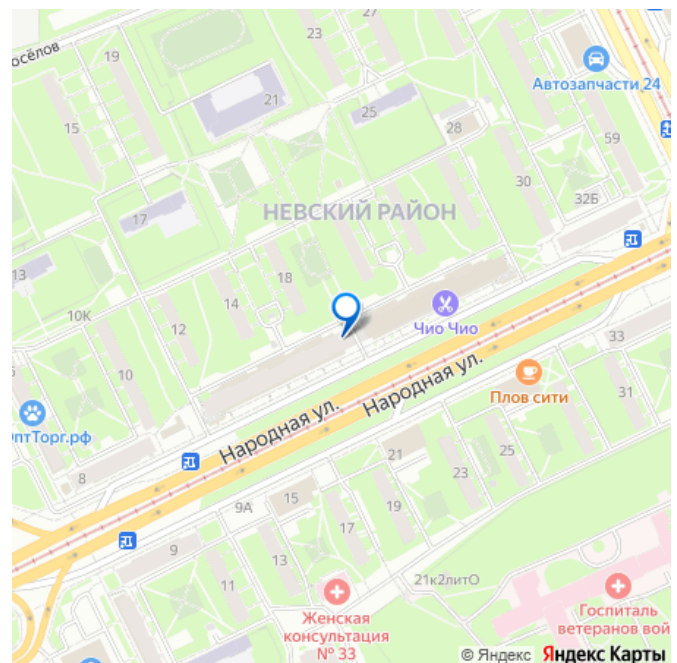 27
23
19
осёлов
21
Автозапчасти 24
15
25
28
59
30
32Б
НЕВСКИЙ РАЙОН
17
13
18
10К
14
12
Чио Чио
33
10
Плов сити
31
Народная ул.
Народная ул.
птТорг.рф
8
21
25
23
9А
15
19
17
9
13
11
21к2литО
Женская
консультация
№ 33
Госпиталь
ветеранов вой
© Яндекс Яндекс Карты